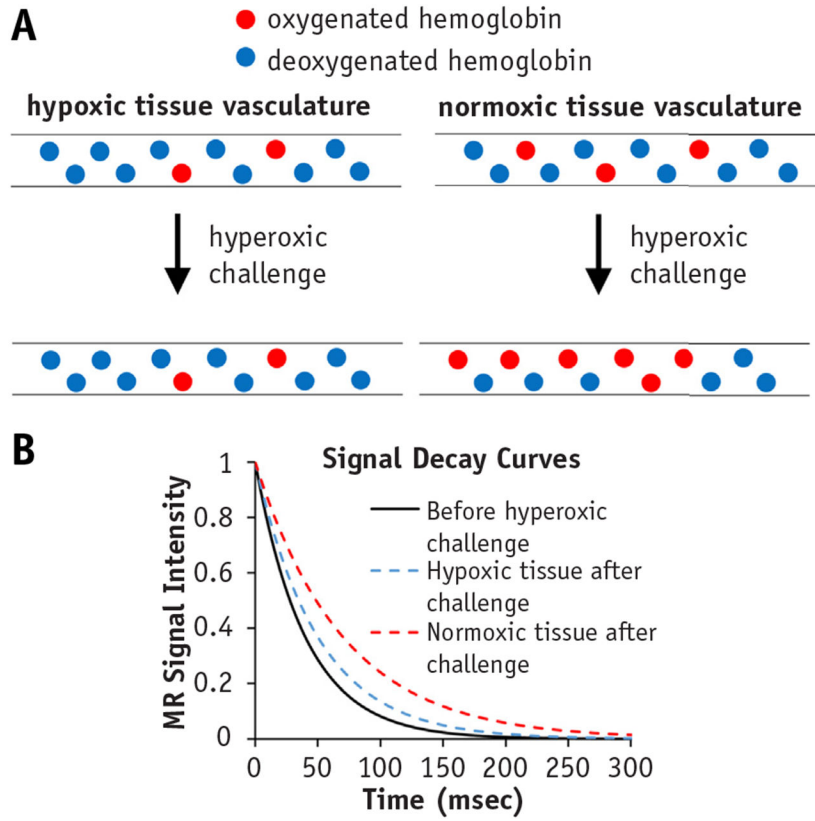 A
oxygenated hemoglobin
deoxygenated hemoglobin
hypoxic tissue vasculature
normoxic tissue vasculature
hyperoxic
challenge
hyperoxic
challenge
B
Signal Decay Curves
MR Signal Intensity
1
0.8
0.6
0.4
0.2
0
Before hyperoxic
challenge
Hypoxic tissue after
challenge
Normoxic tissue after
challenge
0 50 100 150 200 250 300
Time (msec)